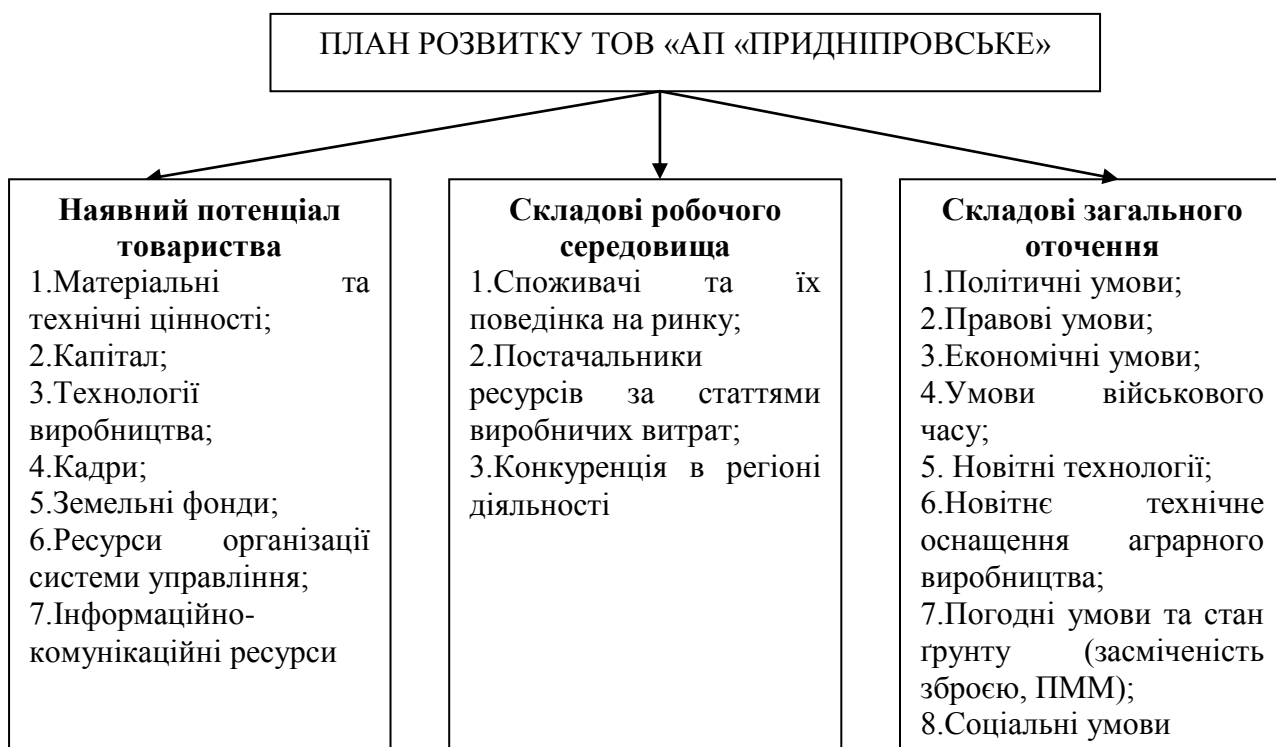 ПЛАН РОЗВИТКУ ТОВ «АП «ПРИДНІПРОВСЬКЕ»
Наявний потенціал
товариства
1.Матеріальні та
технічні цінності;
2.Капітал;
3.Технології
виробництва;
4.Кадри;
5.Земельні фонди;
6.Ресурси організації
системи управління;
7.Інформаційно-
комунікаційні ресурси
Складові робочого
середовища
1.Споживачі та їх
поведінка на ринку;
2.Постачальники
ресурсів за статтями
виробничих витрат;
3.Конкуренція в регіоні
діяльності
Складові загального
оточення
1.Політичні умови;
2.Правові умови;
3.Економічні умови;
4.Умови військового
часу;
5. Новітні технології;
6.Новітнє технічне
оснащення аграрного
виробництва;
7.Погодні умови та стан
ґрунту (засміченість
зброєю, ПММ);
8.Соціальні умови